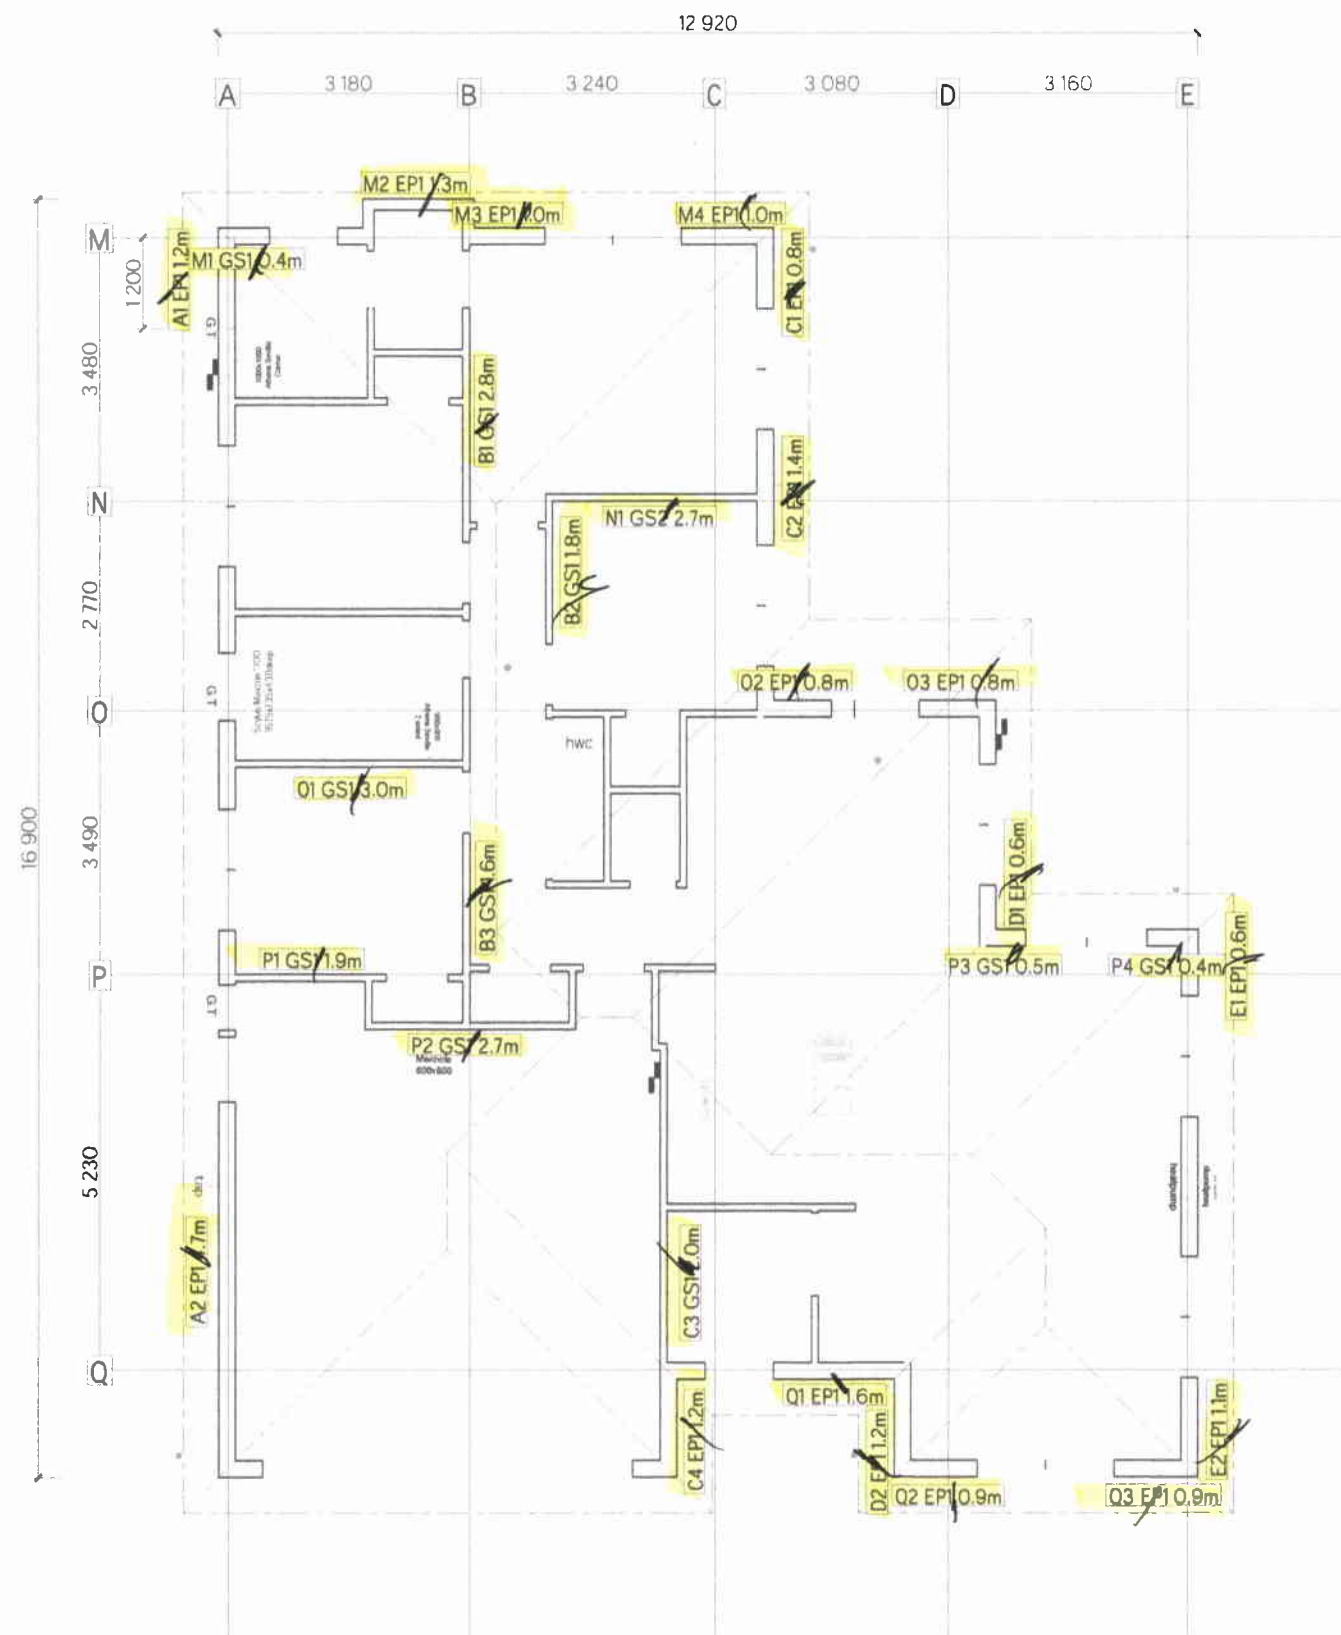 12 920
A
3 180
B
3 240
C
3 080
D
3 160
E
M2 EP1 1.3m
M3 EP1 1.0m
M4 EP1 1.0m
M
A1 EP1 1.2m
M1 GS1 0.4m
C1 EP1 0.8m
1 200
G.T
3 480
B1 GS1 2.8m
C2 EP1 1.4m
N
N1 GS2 2.7m
B2 GS1 1.8m
2 770
O2 EP1 0.8m
O3 EP1 0.8m
G.T
O
hwc
O1 GS1 3.0m
16 900
3 490
B3 GS1 4.6m
D1 EP1 0.6m
P1 GS1 1.9m
P
P3 GS1 0.5m
P4 GS1 0.4m
E1 EP1 0.6m
G.T
P2 GS1 2.7m
Manhole
600x600
5 230
heatpump
A2 EP1 1.7m
C3 GS1 2.0m
Q
Q1 EP1 1.6m
C4 EP1 1.2m
D2 EP1 1.2m
E2 EP1 1.1m
Q2 EP1 0.9m
Q3 EP1 0.9m